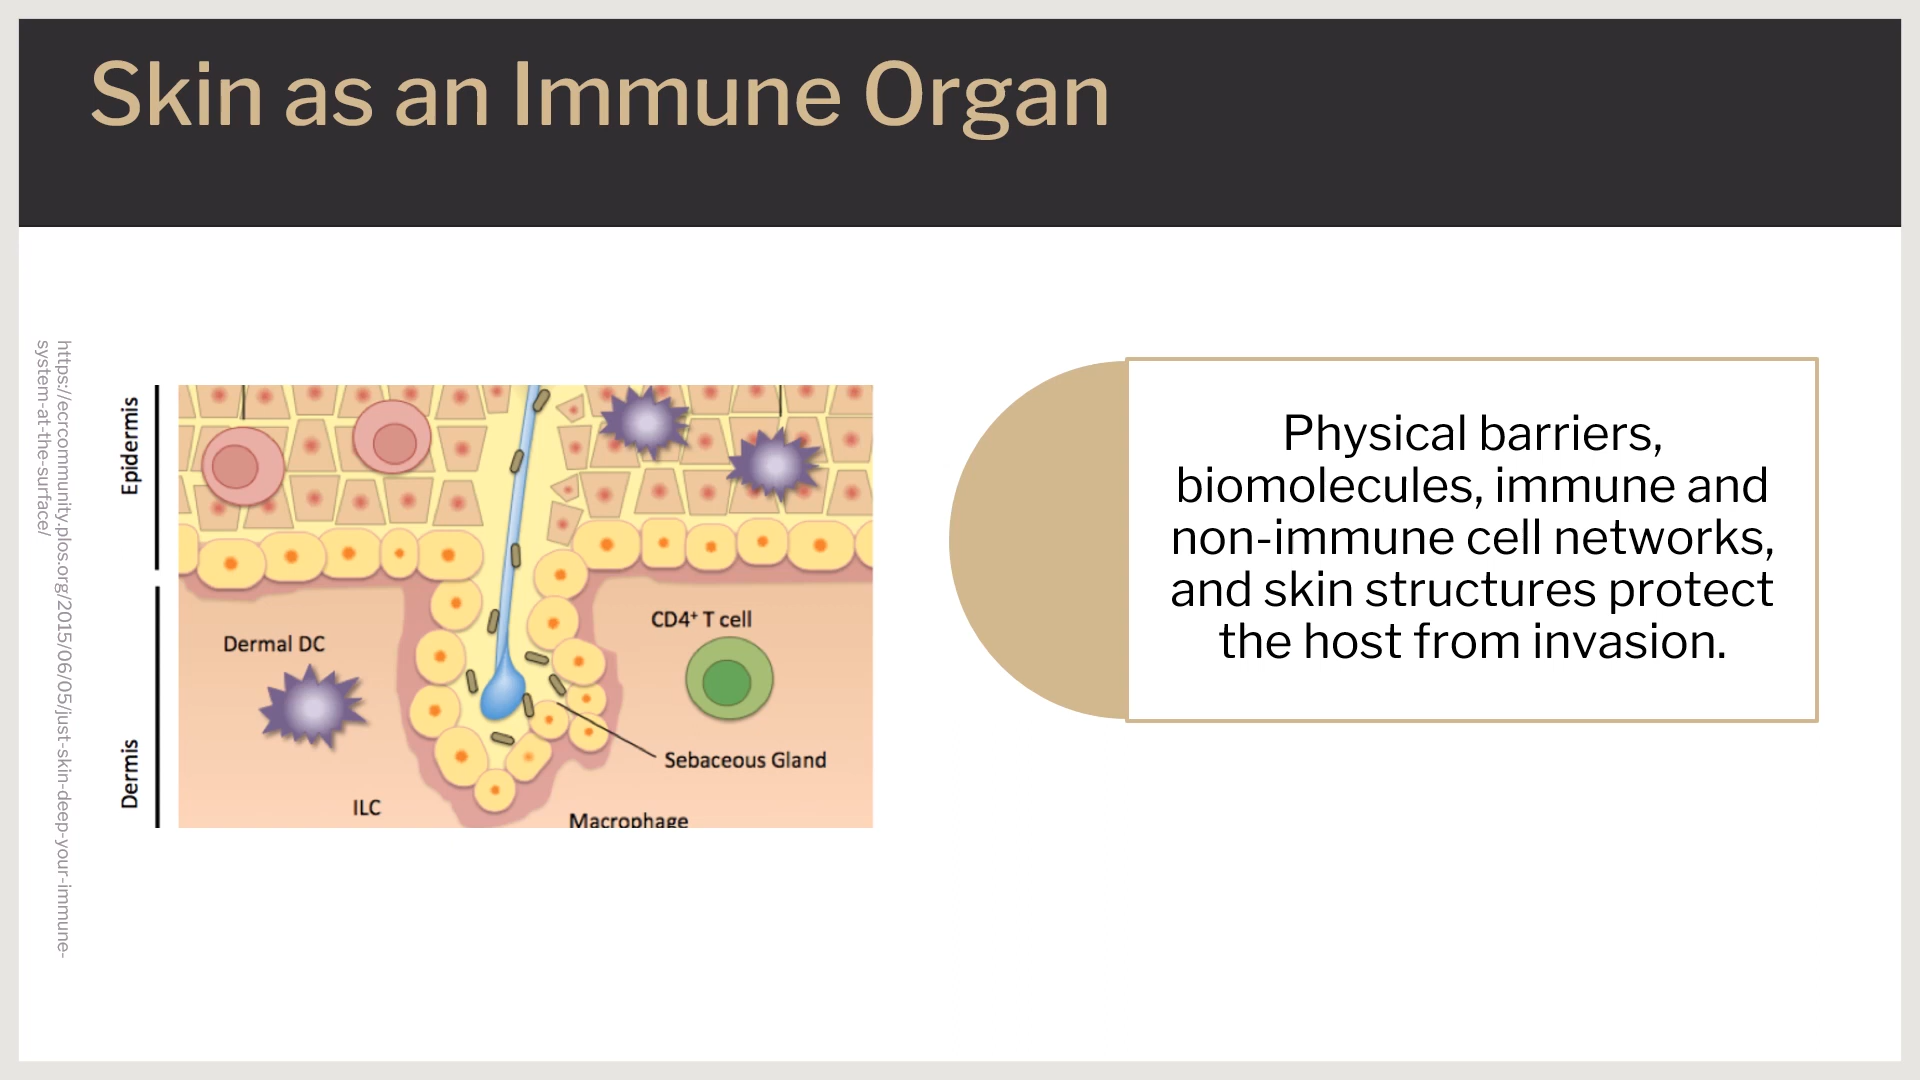 Skin as an Immune Organ
https://ecrcommunity.plos.org/2015/06/05/just-skin-deep-your-immune-
system-at-the-surface/
Epidermis
Dermis
Dermal DC
CD4⁺ T cell
Sebaceous Gland
ILC
Macrophage
Physical barriers,
biomolecules, immune and
non-immune cell networks,
and skin structures protect
the host from invasion.